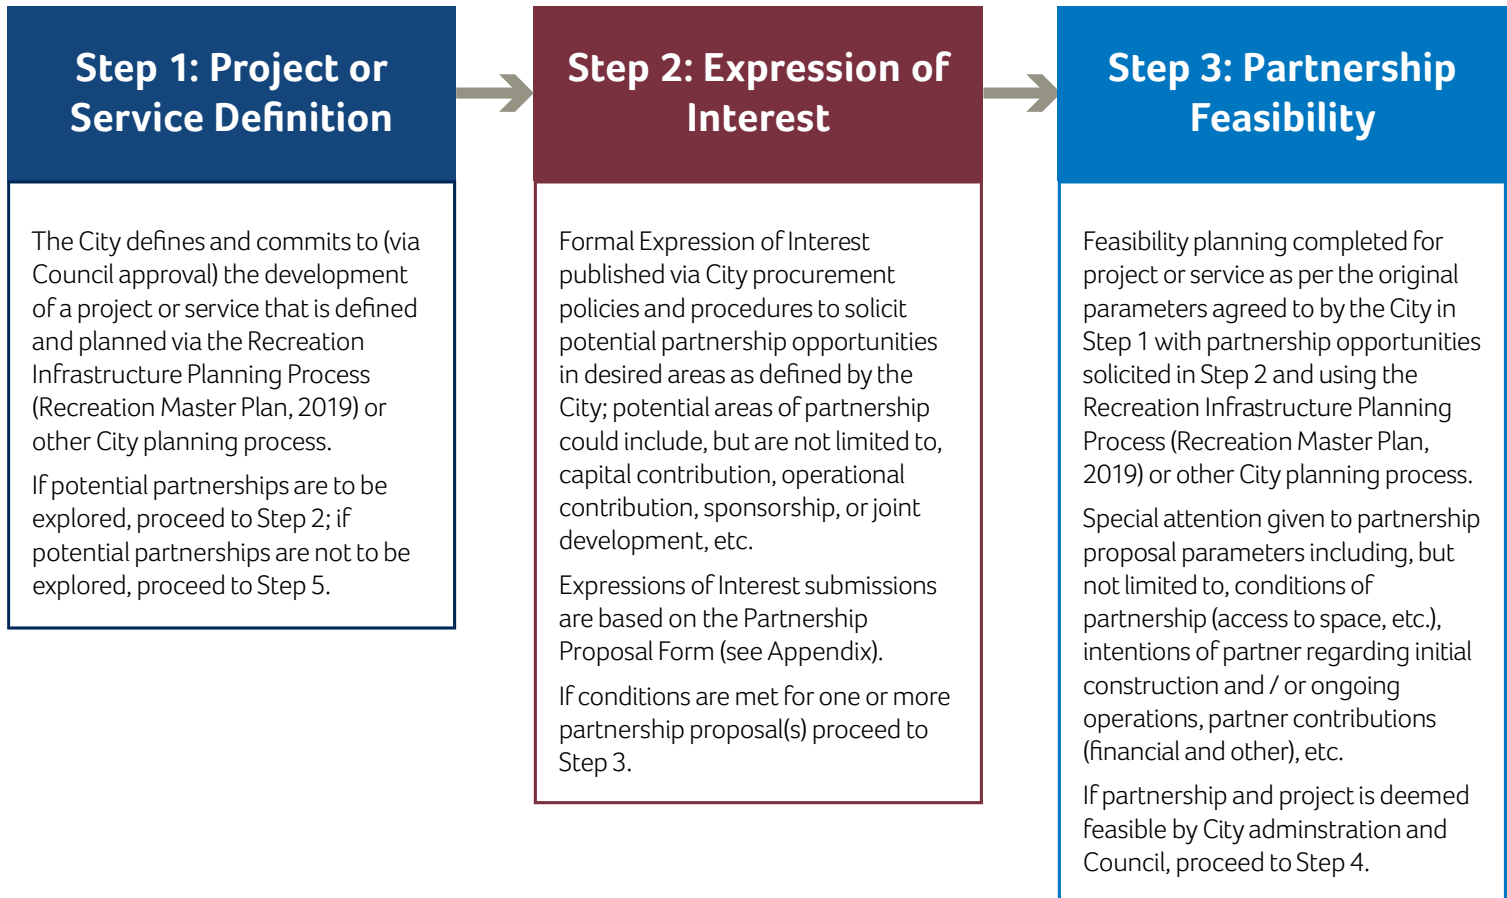 Step 1: Project or
Service Definition
The City defines and commits to (via
Council approval) the development
of a project or service that is defined
and planned via the Recreation
Infrastructure Planning Process
(Recreation Master Plan, 2019) or
other City planning process.
If potential partnerships are to be
explored, proceed to Step 2; if
potential partnerships are not to be
explored, proceed to Step 5.
Step 2: Expression of
Interest
Formal Expression of Interest
published via City procurement
policies and procedures to solicit
potential partnership opportunities
in desired areas as defined by the
City; potential areas of partnership
could include, but are not limited to,
capital contribution, operational
contribution, sponsorship, or joint
development, etc.
Expressions of Interest submissions
are based on the Partnership
Proposal Form (see Appendix).
If conditions are met for one or more
partnership proposal(s) proceed to
Step 3.
Step 3: Partnership
Feasibility
Feasibility planning completed for
project or service as per the original
parameters agreed to by the City in
Step 1 with partnership opportunities
solicited in Step 2 and using the
Recreation Infrastructure Planning
Process (Recreation Master Plan,
2019) or other City planning process.
Special attention given to partnership
proposal parameters including, but
not limited to, conditions of
partnership (access to space, etc.),
intentions of partner regarding initial
construction and / or ongoing
operations, partner contributions
(financial and other), etc.
If partnership and project is deemed
feasible by City adminstration and
Council, proceed to Step 4.